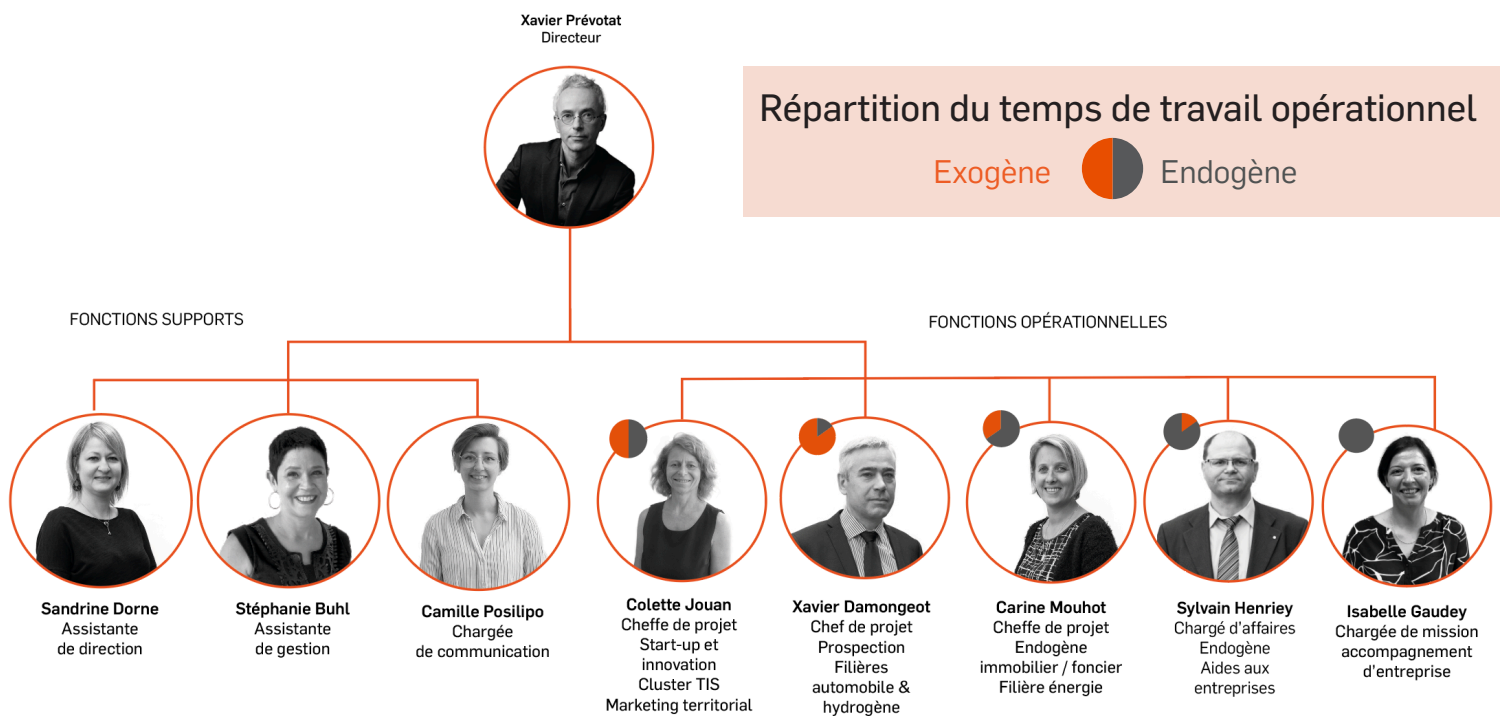 Xavier Prévotat
Directeur
Répartition du temps de travail opérationnel
Exogène
Endogène
FONCTIONS SUPPORTS
FONCTIONS OPÉRATIONNELLES
Sandrine Dorne
Assistante
de direction
Stéphanie Buhl
Assistante
de gestion
Camille Posilipo
Chargée
de communication
Colette Jouan
Cheffe de projet
Start-up et
innovation
Cluster TIS
Marketing territorial
Xavier Damongeot
Chef de projet
Prospection
Filières
automobile &
hydrogène
Carine Mouhot
Cheffe de projet
Endogène
immobilier / foncier
Filière énergie
Sylvain Henriey
Chargé d'affaires
Endogène
Aides aux
entreprises
Isabelle Gaudey
Chargée de mission
accompagnement
d'entreprise